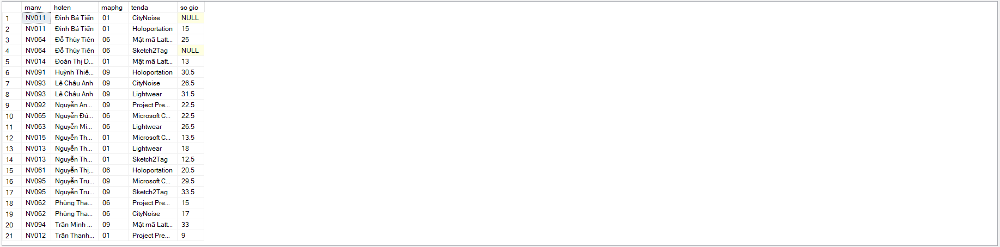 manv hoten maphg tenda so gio
1 NV011 Đinh Bá Tiến 01 CityNoise NULL
2 NV011 Đinh Bá Tiến 01 Holoportation 15
3 NV064 Đỗ Thùy Tiên 06 Mật mã Latt... 25
4 NV064 Đỗ Thùy Tiên 06 Sketch2Tag NULL
5 NV014 Đoàn Thị D... 01 Mật mã Latt... 13
6 NV091 Huỳnh Thiê... 09 Holoportation 30.5
7 NV093 Lê Châu Anh 09 CityNoise 26.5
8 NV093 Lê Châu Anh 09 Lightwear 31.5
9 NV092 Nguyễn An... 09 Project Pre... 22.5
10 NV065 Nguyễn Đứ... 06 Microsoft C... 22.5
11 NV063 Nguyễn Mi... 06 Lightwear 26.5
12 NV015 Nguyễn Th... 01 Microsoft C... 13.5
13 NV013 Nguyễn Th... 01 Lightwear 18
14 NV013 Nguyễn Th... 01 Sketch2Tag 12.5
15 NV061 Nguyễn Thị... 06 Holoportation 20.5
16 NV095 Nguyễn Tru... 09 Microsoft C... 29.5
17 NV095 Nguyễn Tru... 09 Sketch2Tag 33.5
18 NV062 Phùng Tha... 06 Project Pre... 15
19 NV062 Phùng Tha... 06 CityNoise 17
20 NV094 Trần Minh ... 09 Mật mã Latt... 33
21 NV012 Trần Thanh... 01 Project Pre... 9